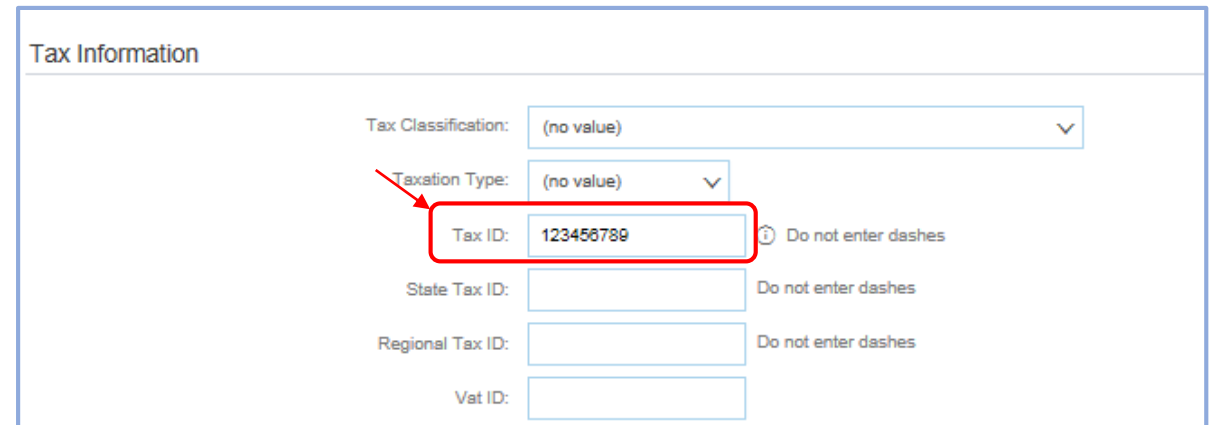 Tax Information
Tax Classification: (no value)
Taxation Type: (no value)
Tax ID: 123456789 Do not enter dashes
State Tax ID: Do not enter dashes
Regional Tax ID: Do not enter dashes
Vat ID: